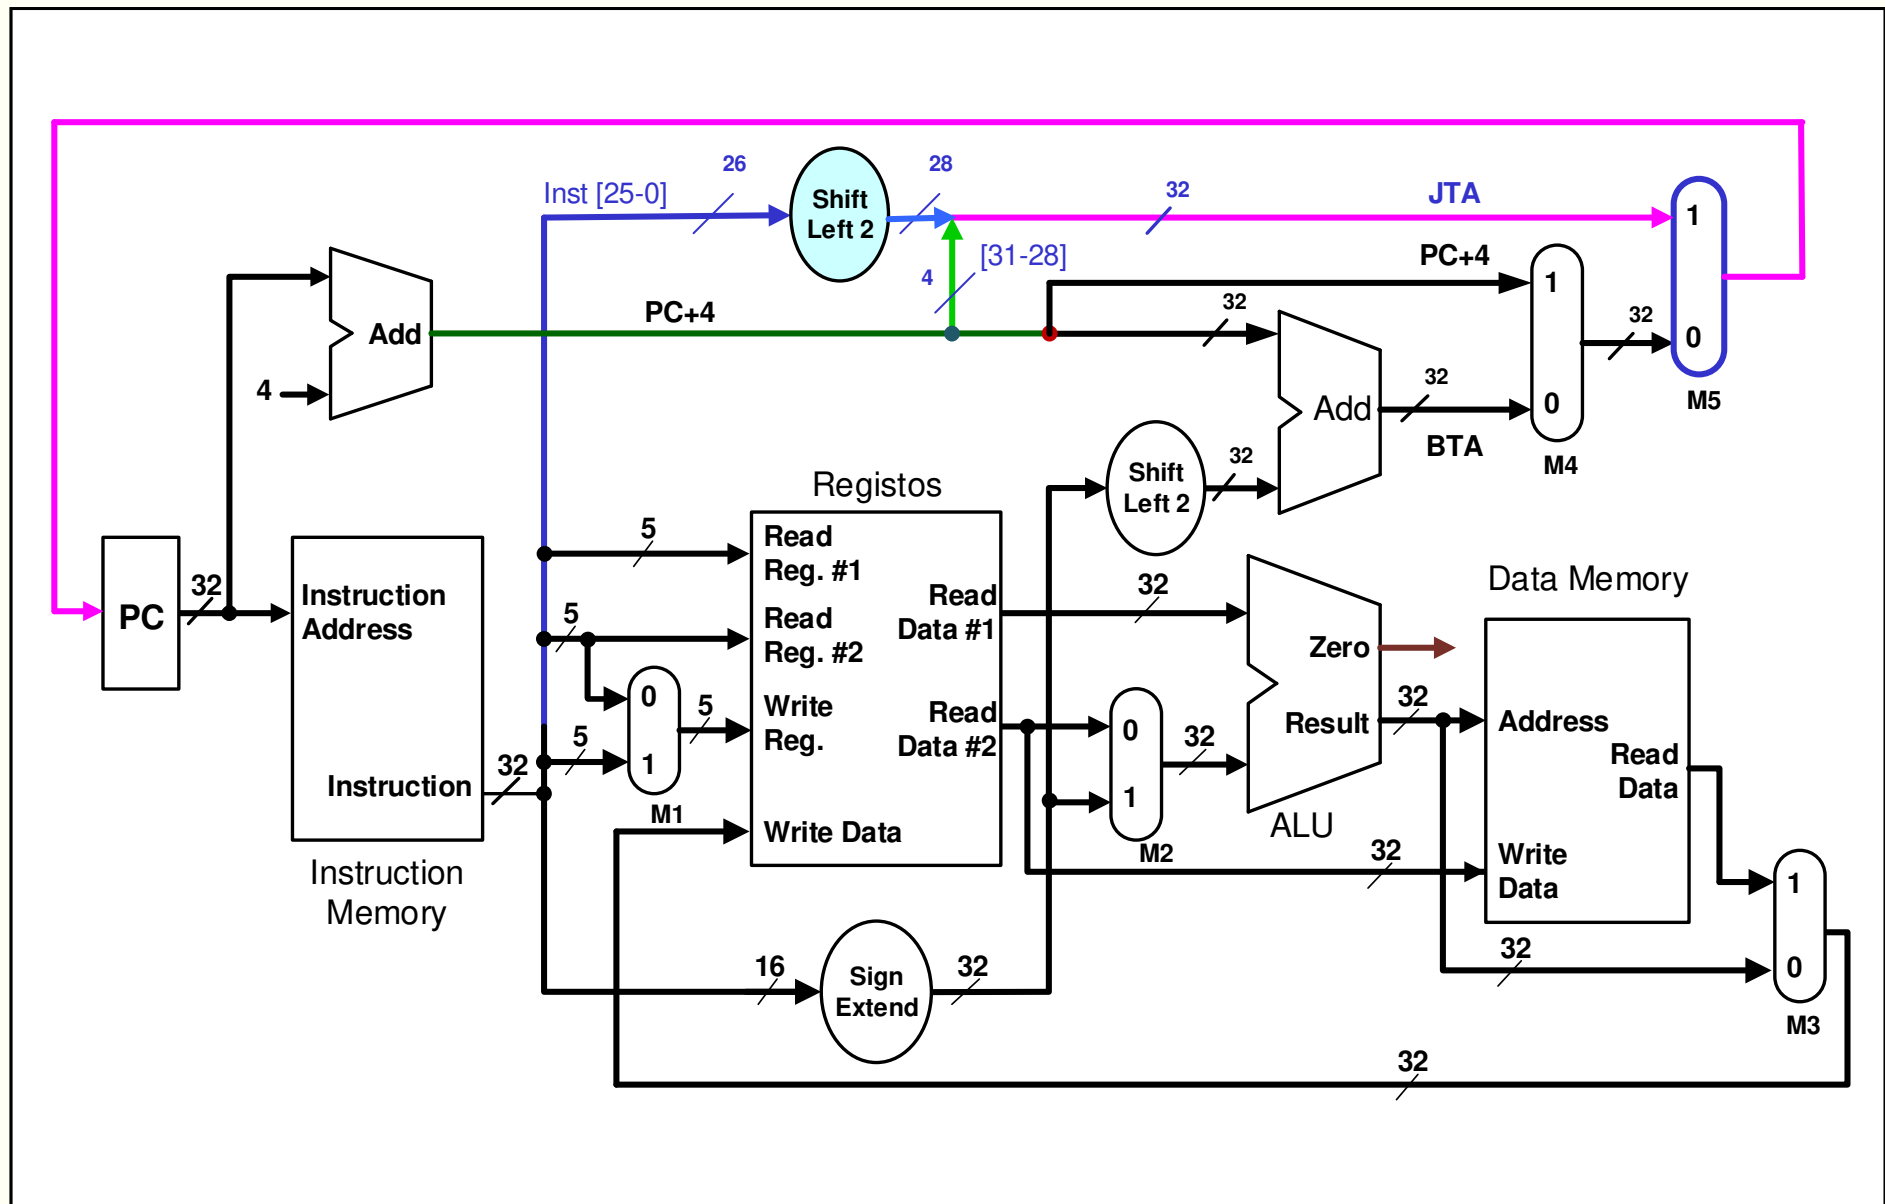 26
28
32
Inst [25-0]
Shift
Left 2
JTA
1
[31-28]
4
PC+4
1
PC+4
32
32
Add
0
4
32
Add
0
M5
BTA
M4
Shift
Left 2
32
Registos
5
Read
Reg. #1
32
PC
Instruction
Address
Read
Data #1
32
Data Memory
5
Read
Reg. #2
Zero
0
5
Write
Reg.
Read
Data #2
0
32
Result
32
Address
Read
Data
5
1
M1
32
Instruction
1
M2
ALU
Write Data
32
Write
Data
1
Instruction
Memory
16
Sign
Extend
32
32
0
M3
32